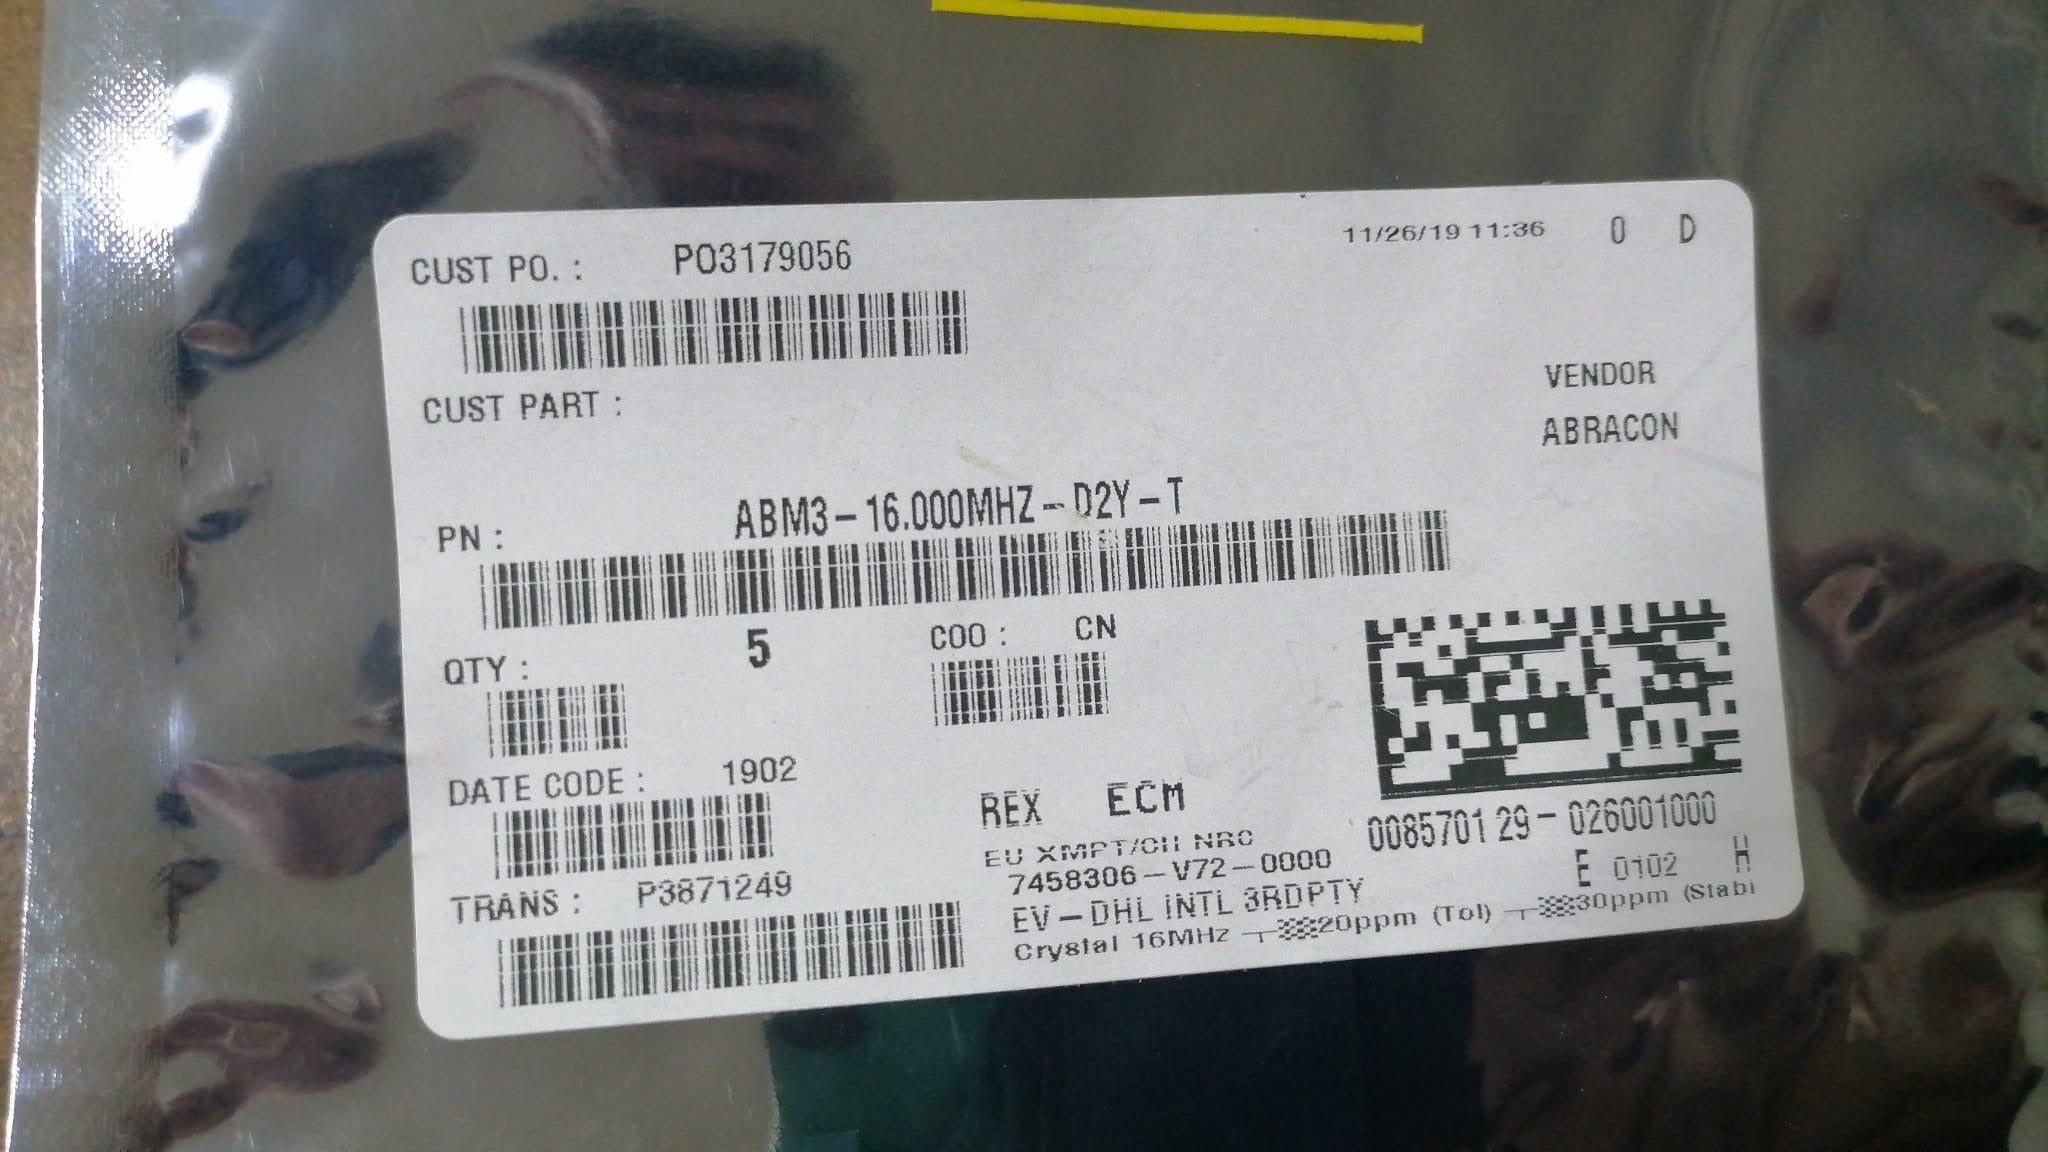 CUST PO. : PO3179056 11/26/19 11:36 0 D
CUST PART : VENDOR
ABRACON
PN : ABM3-16.000MHZ-D2Y-T
QTY : 5 COO : CN
DATE CODE : 1902
REX ECM
0085701 29-026001000
EU XMPT/CH NRC
E 0102 H
TRANS : P3871249
7458306-V72-0000
EV-DHL INTL 3RDPTY
Crystal 16MHz 20ppm (Tol) 30ppm (Stabi